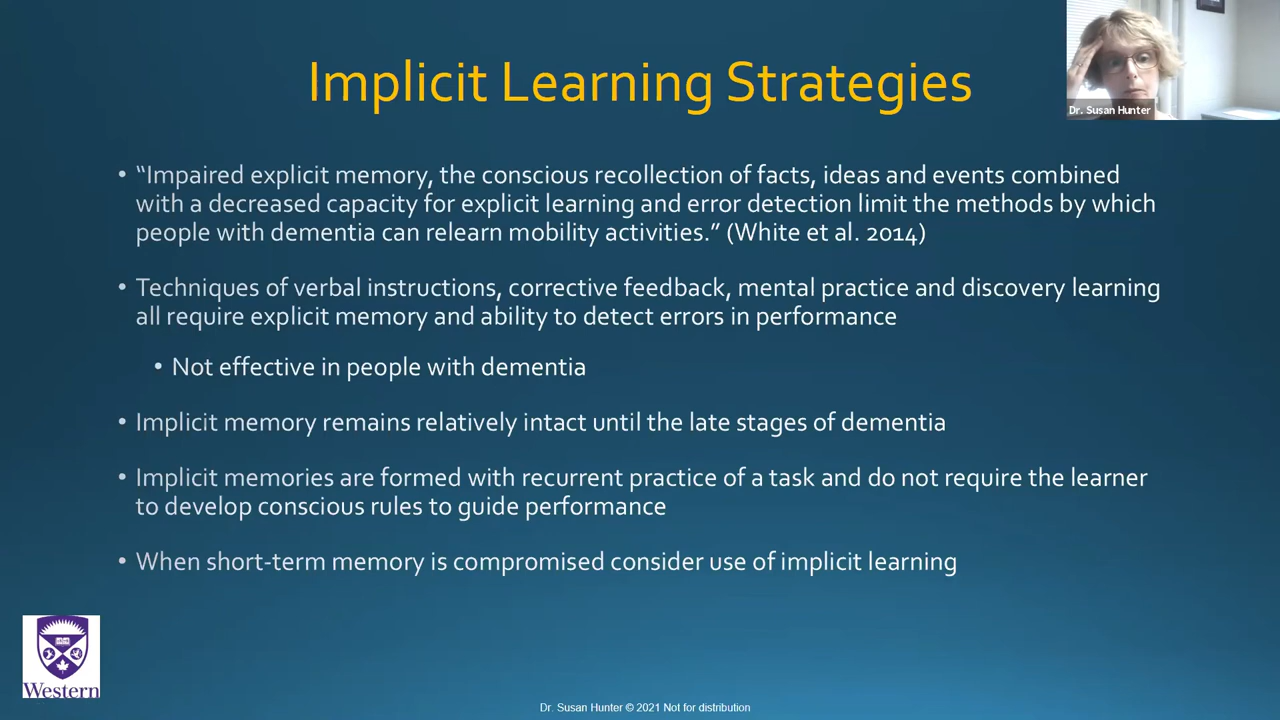 Implicit Learning Strategies
Dr. Susan Hunter
• “Impaired explicit memory, the conscious recollection of facts, ideas and events combined
with a decreased capacity for explicit learning and error detection limit the methods by which
people with dementia can relearn mobility activities.” (White et al. 2014)
• Techniques of verbal instructions, corrective feedback, mental practice and discovery learning
all require explicit memory and ability to detect errors in performance
• Not effective in people with dementia
• Implicit memory remains relatively intact until the late stages of dementia
• Implicit memories are formed with recurrent practice of a task and do not require the learner
to develop conscious rules to guide performance
• When short-term memory is compromised consider use of implicit learning
Western
Dr. Susan Hunter © 2021 Not for distribution